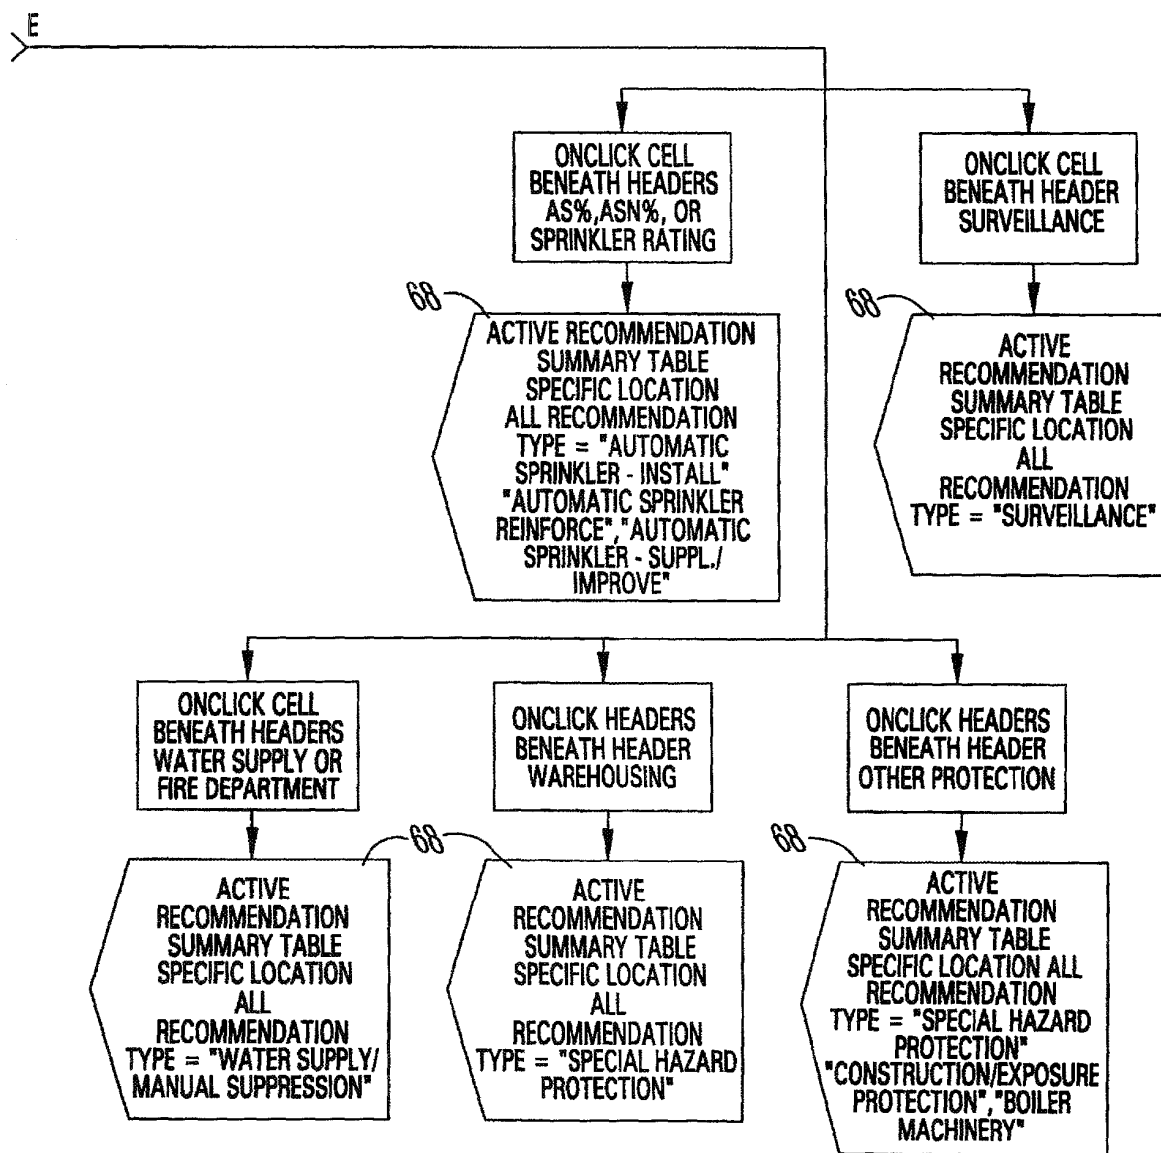 E
ONCLICK CELL
BENEATH HEADERS
AS%,ASN%, OR
SPRINKLER RATING
ONCLICK CELL
BENEATH HEADER
SURVEILLANCE
68
ACTIVE RECOMMENDATION
SUMMARY TABLE
SPECIFIC LOCATION
ALL RECOMMENDATION
TYPE = "AUTOMATIC
SPRINKLER - INSTALL"
"AUTOMATIC SPRINKLER
REINFORCE","AUTOMATIC
SPRINKLER - SUPPL./
IMPROVE"
68
ACTIVE
RECOMMENDATION
SUMMARY TABLE
SPECIFIC LOCATION
ALL
RECOMMENDATION
TYPE = "SURVEILLANCE"
ONCLICK CELL
BENEATH HEADERS
WATER SUPPLY OR
FIRE DEPARTMENT
ONCLICK HEADERS
BENEATH HEADER
WAREHOUSING
ONCLICK HEADERS
BENEATH HEADER
OTHER PROTECTION
68
ACTIVE
RECOMMENDATION
SUMMARY TABLE
SPECIFIC LOCATION
ALL
RECOMMENDATION
TYPE = "WATER SUPPLY/
MANUAL SUPPRESSION"
ACTIVE
RECOMMENDATION
SUMMARY TABLE
SPECIFIC LOCATION
ALL
RECOMMENDATION
TYPE = "SPECIAL HAZARD
PROTECTION"
68
ACTIVE
RECOMMENDATION
SUMMARY TABLE
SPECIFIC LOCATION ALL
RECOMMENDATION
TYPE = "SPECIAL HAZARD
PROTECTION"
"CONSTRUCTION/EXPOSURE
PROTECTION","BOILER
MACHINERY"